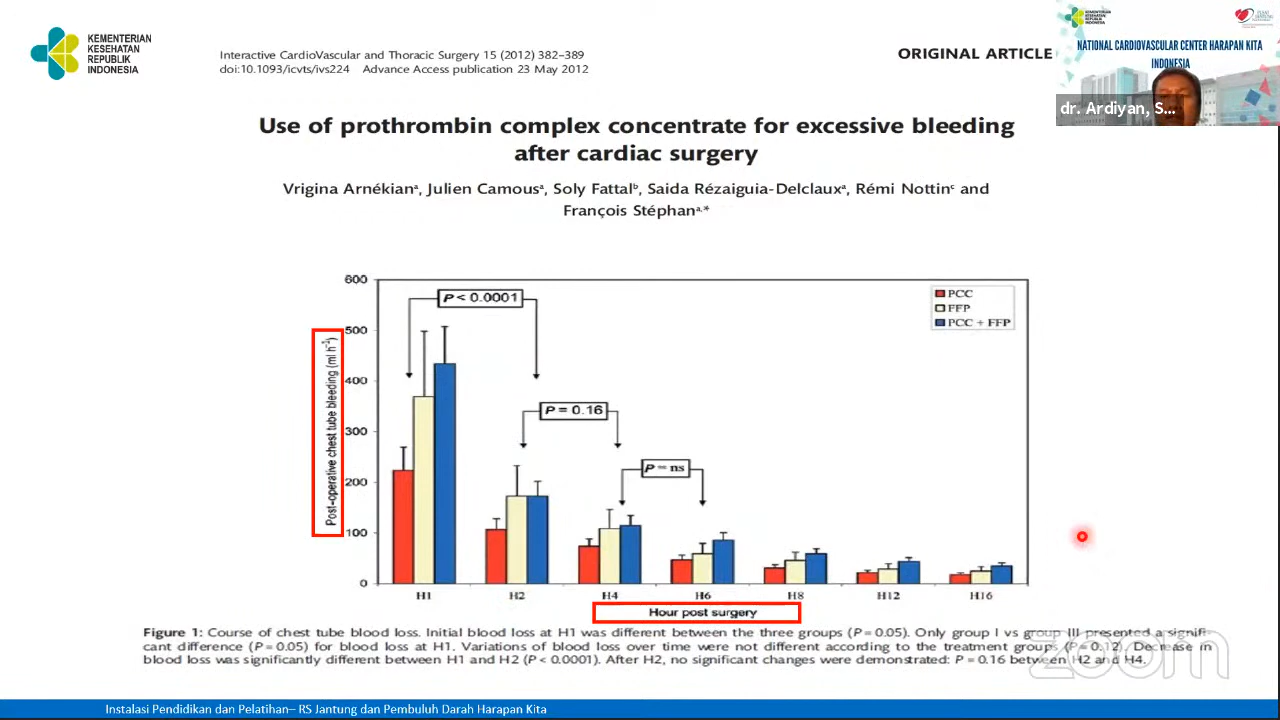 KEMENTERIAN
KESEHATAN
REPUBLIK
INDONESIA
Interactive CardioVascular and Thoracic Surgery 15 (2012) 382–389
doi:10.1093/icvts/ivs224 Advance Access publication 23 May 2012
ORIGINAL ARTICLE
NATIONAL CARDIOVASCULAR CENTER HARAPAN KITA
INDONESIA
dr. Ardiyan, S...
Use of prothrombin complex concentrate for excessive bleeding
after cardiac surgery
Vrigina Arnékianᵃ, Julien Camousᵃ, Soly Fattalᵇ, Saida Rézaiguia-Delclauxᵃ, Rémi Nottinᶜ and
François Stéphanᵃ,*
Post-operative chest tube bleeding (ml h⁻¹)
600
500
400
300
200
100
0
P < 0.0001
P = 0.16
P = ns
PCC
FFP
PCC + FFP
H1 H2 H4 H6 H8 H12 H16
Hour post surgery
Figure 1: Course of chest tube blood loss. Initial blood loss at H1 was different between the three groups (P = 0.05). Only group I vs group III presented a signifi-
cant difference (P = 0.05) for blood loss at H1. Variations of blood loss over time were not different according to the treatment groups (P = 0.12). Decrease in
blood loss was significantly different between H1 and H2 (P < 0.0001). After H2, no significant changes were demonstrated: P = 0.16 between H2 and H4.
zoom
Instalasi Pendidikan dan Pelatihan– RS Jantung dan Pembuluh Darah Harapan Kita